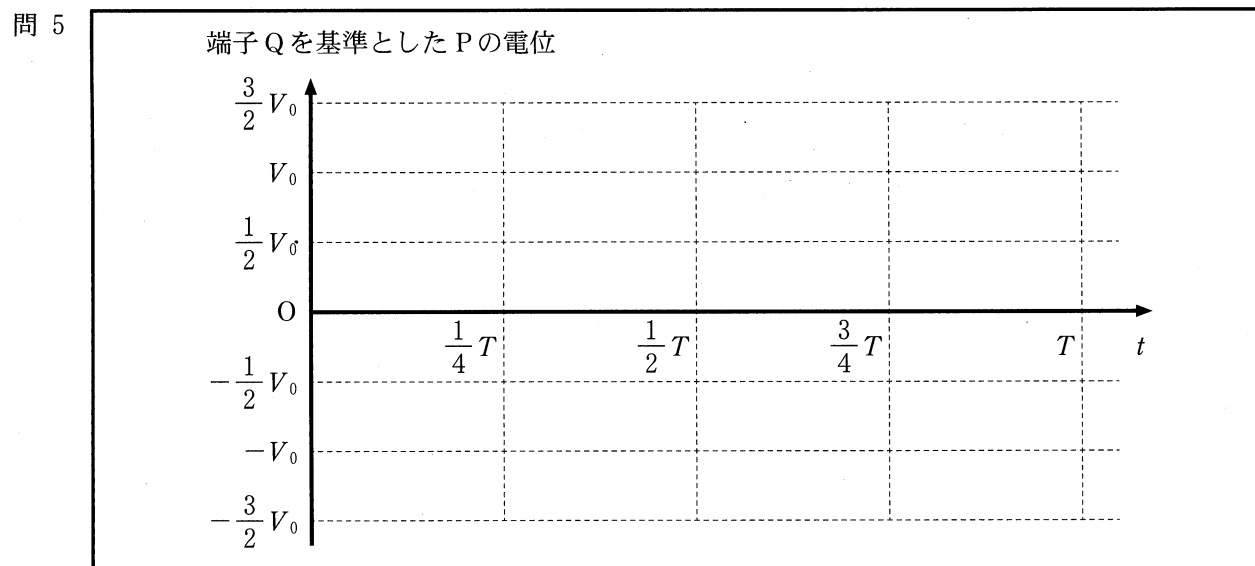 問 5
端子Qを基準としたPの電位
3/2 V₀
V₀
1/2 V₀
O
1/4 T 1/2 T 3/4 T T t
−1/2 V₀
−V₀
−3/2 V₀